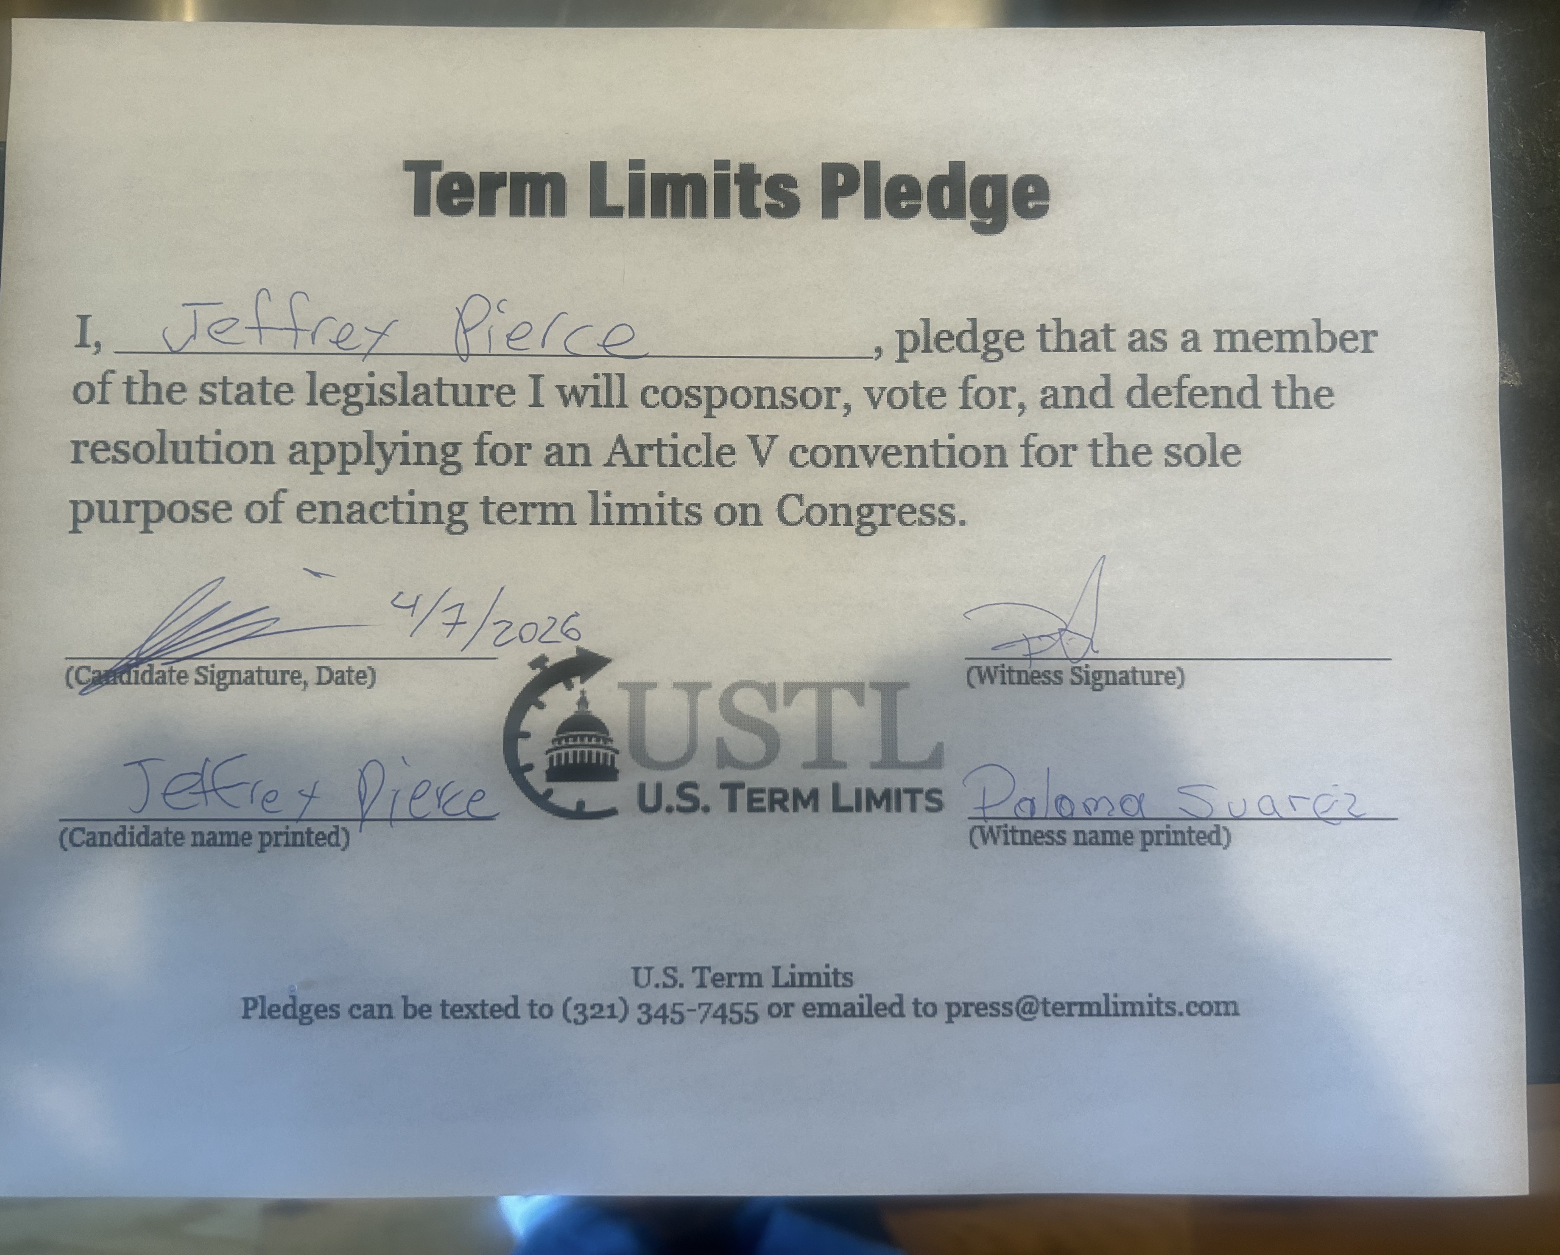 Term Limits Pledge
I, Jeffrey Pierce, pledge that as a member
of the state legislature I will cosponsor, vote for, and defend the
resolution applying for an Article V convention for the sole
purpose of enacting term limits on Congress.
4/7/2026
(Candidate Signature, Date)
(Witness Signature)
USTL
U.S. TERM LIMITS
Jeffrey Pierce
(Candidate name printed)
Paloma Suarez
(Witness name printed)
U.S. Term Limits
Pledges can be texted to (321) 345-7455 or emailed to press@termlimits.com